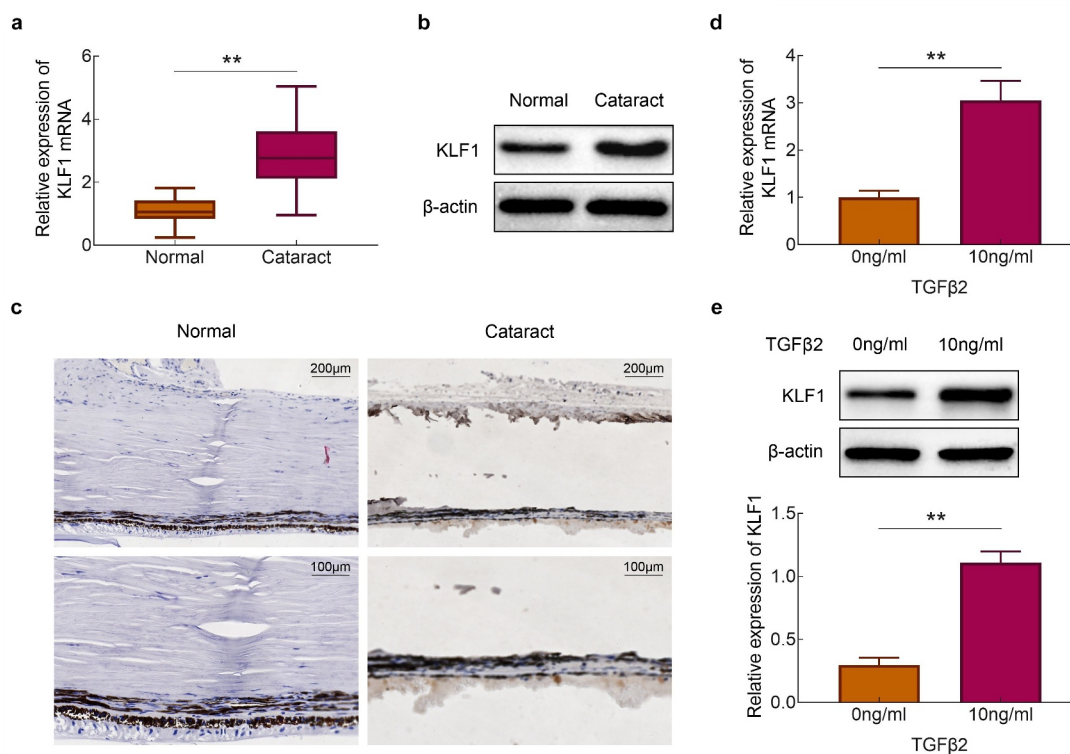 a
Relative expression of
KLF1 mRNA
6
4
2
0
**
Normal
Cataract
b
Normal
Cataract
KLF1
β-actin
c
Normal
Cataract
200µm
200µm
100µm
100µm
d
Relative expression of
KLF1 mRNA
4
3
2
1
0
**
0ng/ml
10ng/ml
TGFβ2
e
TGFβ2
0ng/ml
10ng/ml
KLF1
β-actin
Relative expression of KLF1
1.5
1.0
0.5
0.0
**
0ng/ml
10ng/ml
TGFβ2